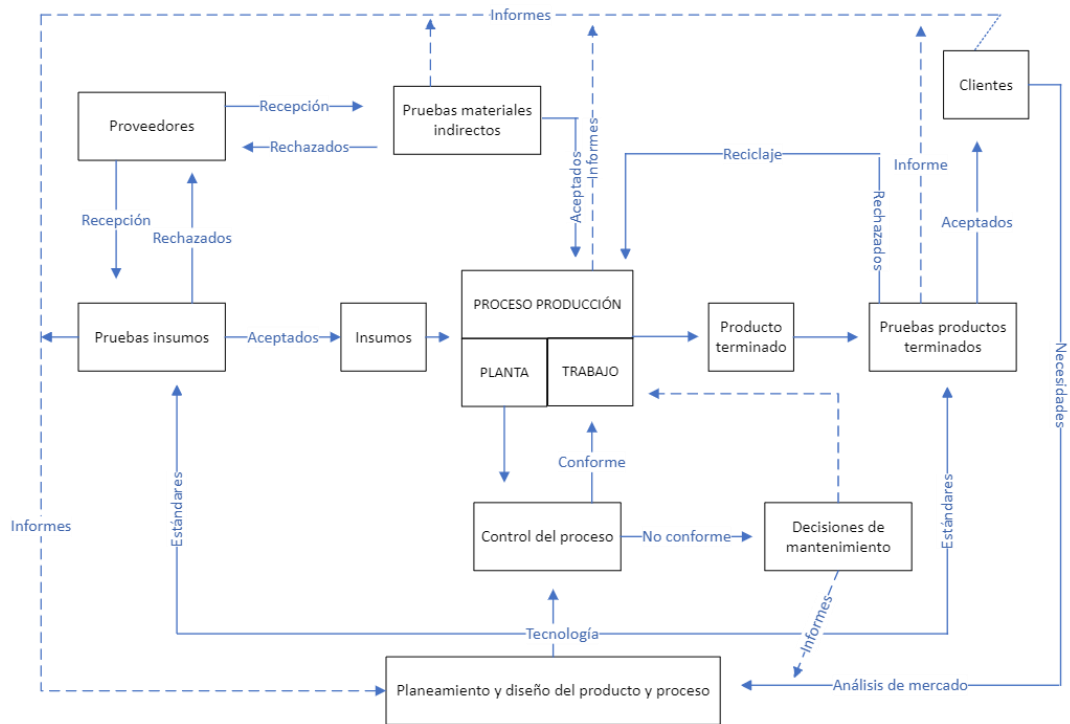 Informes
Clientes
Proveedores
Recepción
Pruebas materiales
indirectos
Rechazados
Aceptados
Informes
Reciclaje
Informe
Rechazados
Aceptados
Recepción
Rechazados
Pruebas insumos
Aceptados
Insumos
PROCESO PRODUCCIÓN
PLANTA
TRABAJO
Producto
terminado
Pruebas productos
terminados
Necesidades
Conforme
Informes
Estándares
Control del proceso
No conforme
Decisiones de
mantenimiento
Estándares
Tecnología
Informes
Planeamiento y diseño del producto y proceso
Análisis de mercado